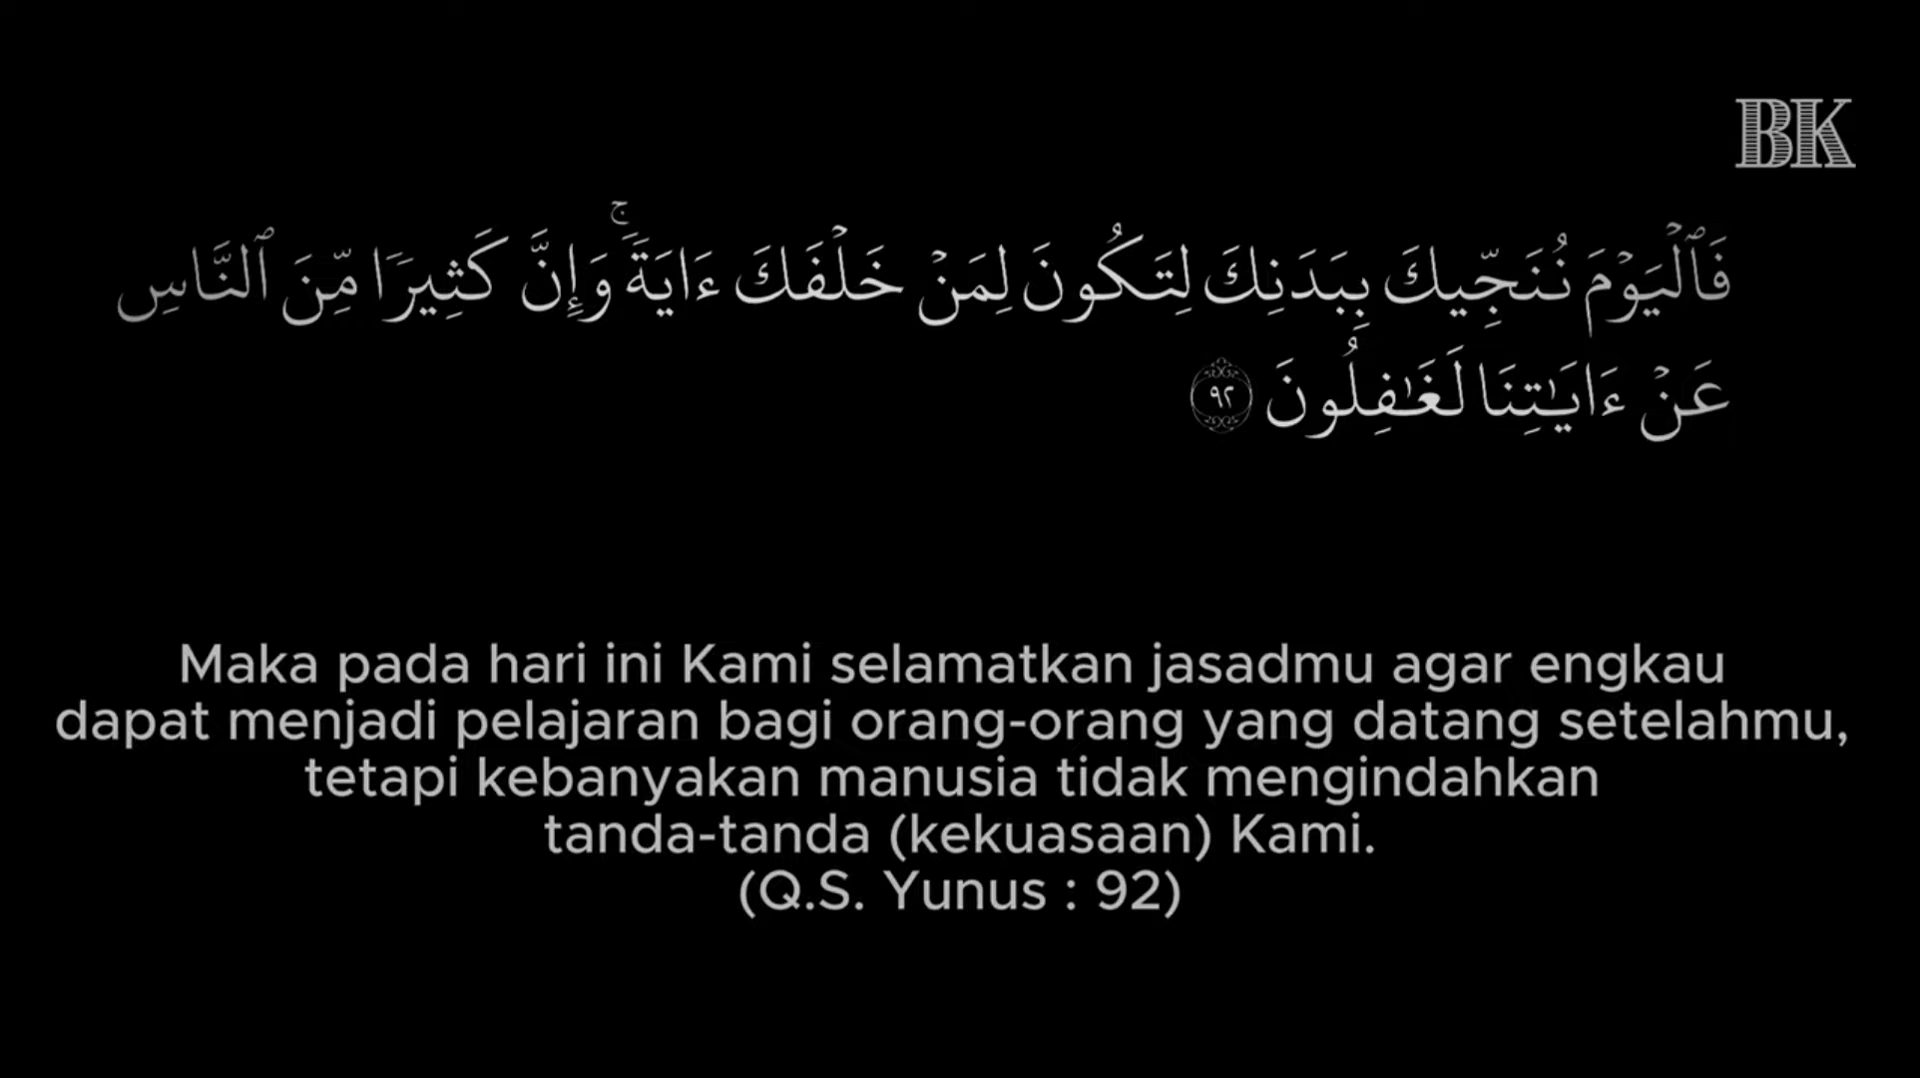 BK
فَٱلْيَوْمَ نُنَجِّيكَ بِبَدَنِكَ لِتَكُونَ لِمَنْ خَلْفَكَ ءَايَةً ۚ وَإِنَّ كَثِيرًا مِّنَ ٱلنَّاسِ
عَنْ ءَايَـٰتِنَا لَغَـٰفِلُونَ ٩٢
Maka pada hari ini Kami selamatkan jasadmu agar engkau
dapat menjadi pelajaran bagi orang-orang yang datang setelahmu,
tetapi kebanyakan manusia tidak mengindahkan
tanda-tanda (kekuasaan) Kami.
(Q.S. Yunus : 92)